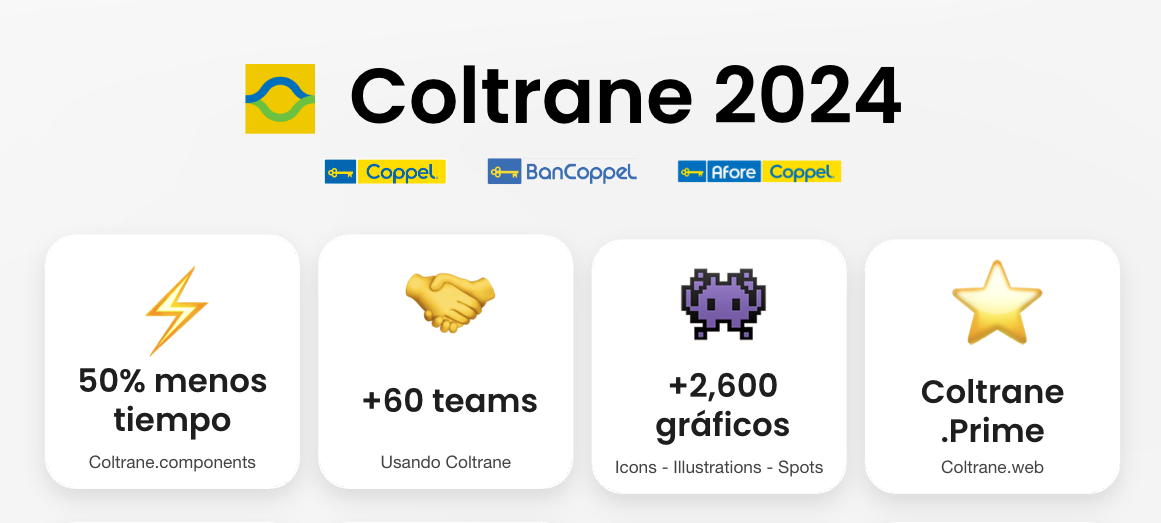 Coltrane 2024
Coppel.
BanCoppel
Afore Coppel.
50% menos
tiempo
Coltrane.components
+60 teams
Usando Coltrane
+2,600
gráficos
Icons - Illustrations - Spots
Coltrane
.Prime
Coltrane.web